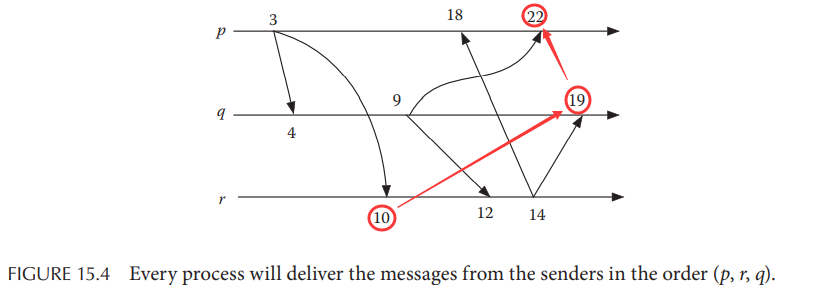 3 18 22
p
9 19
q
4
r
10 12 14
FIGURE 15.4 Every process will deliver the messages from the senders in the order (p, r, q).